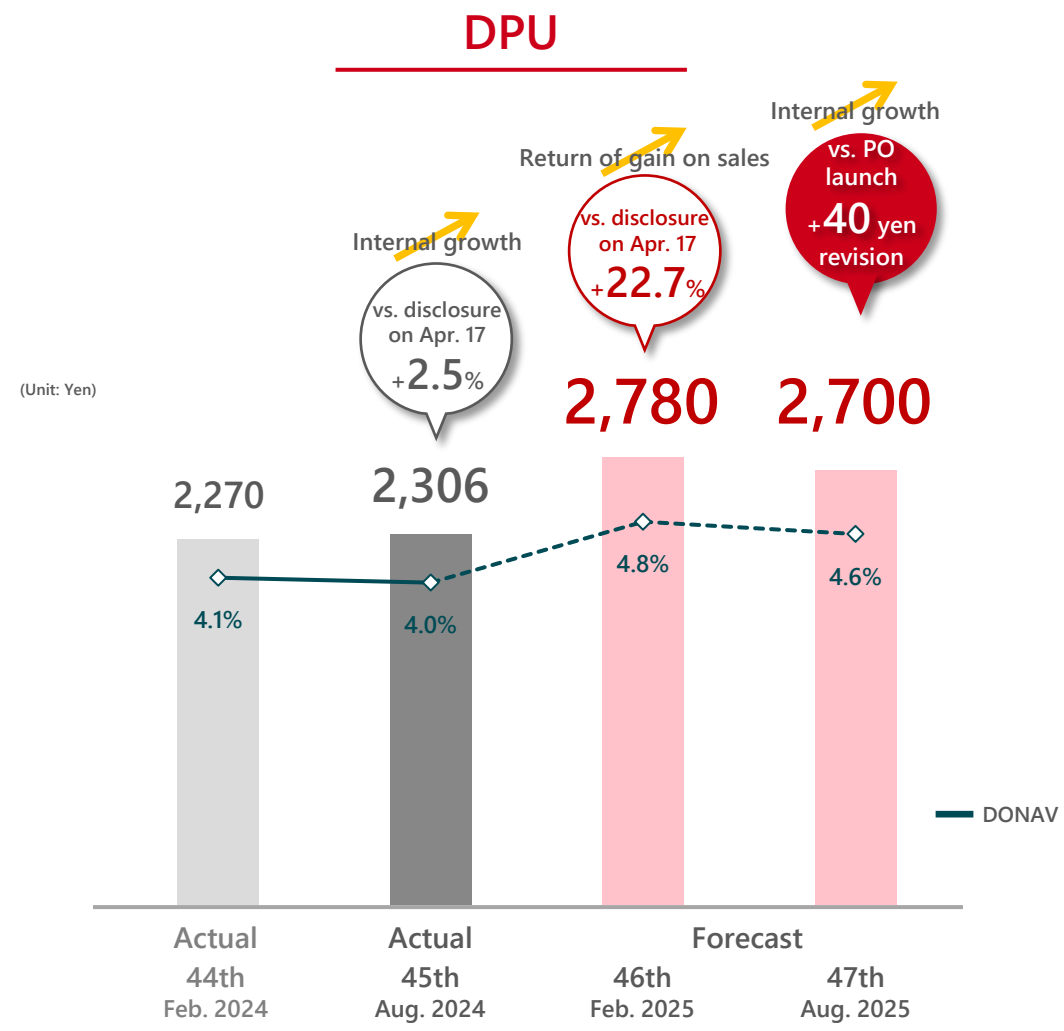 DPU
Internal growth
vs. PO
launch
+40 yen
revision
Return of gain on sales
vs. disclosure
on Apr. 17
+22.7%
Internal growth
vs. disclosure
on Apr. 17
+2.5%
(Unit: Yen)
2,270
2,306
2,780
2,700
4.1%
4.0%
4.8%
4.6%
DONAV
Actual
Actual
Forecast
44th
45th
46th
47th
Feb. 2024
Aug. 2024
Feb. 2025
Aug. 2025